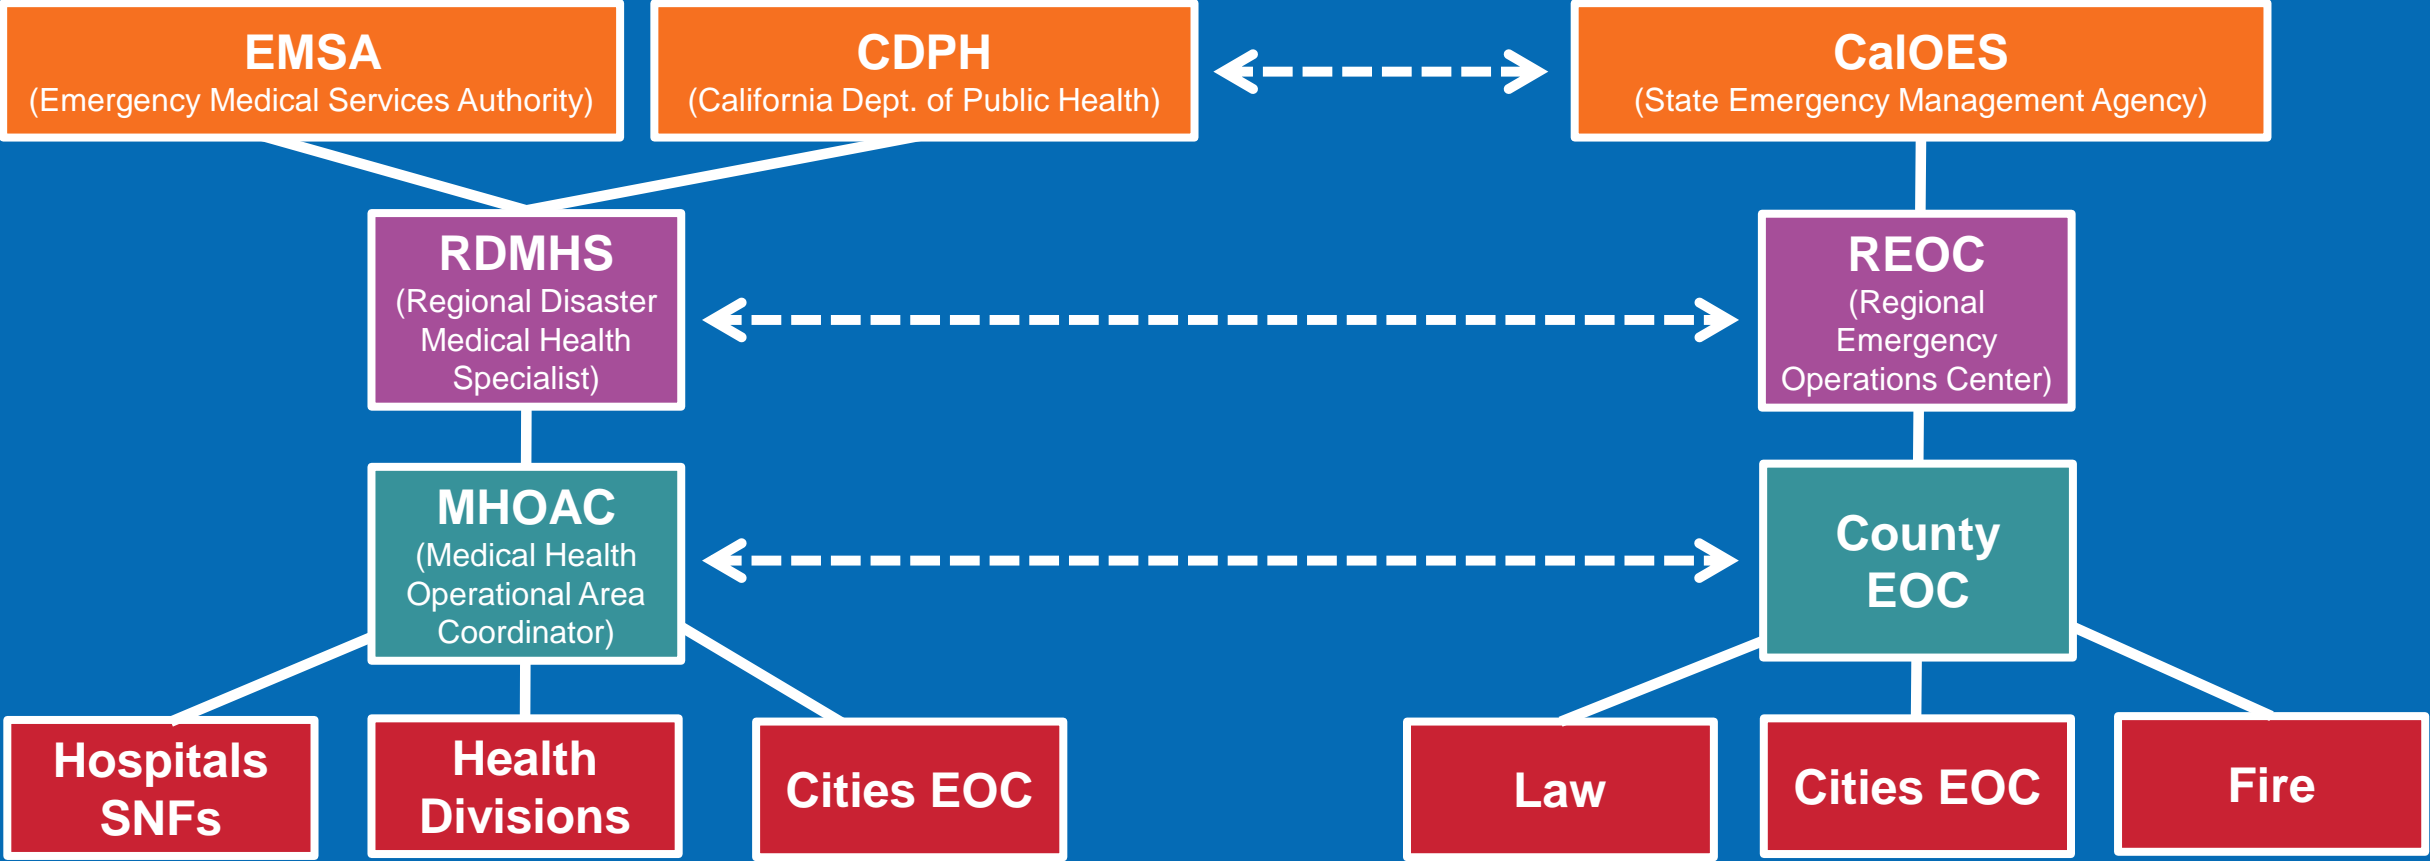 EMSA
(Emergency Medical Services Authority)
CDPH
(California Dept. of Public Health)
CalOES
(State Emergency Management Agency)
RDMHS
(Regional Disaster
Medical Health
Specialist)
REOC
(Regional
Emergency
Operations Center)
MHOAC
(Medical Health
Operational Area
Coordinator)
County
EOC
Hospitals
SNFs
Health
Divisions
Cities EOC
Law
Cities EOC
Fire